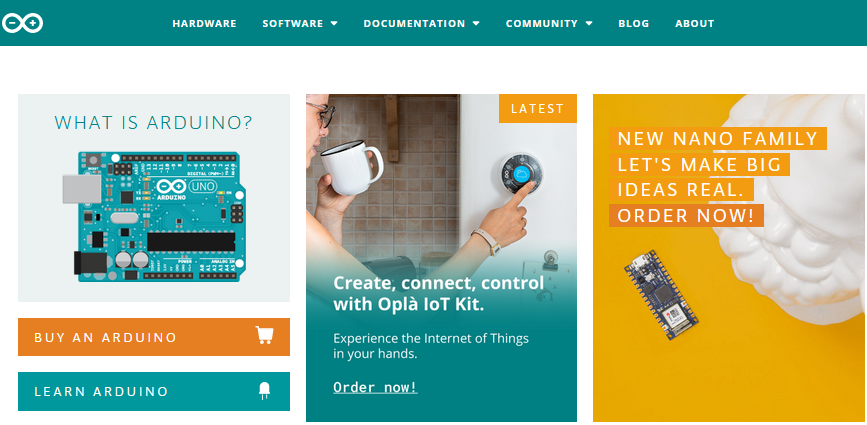 HARDWARE SOFTWARE DOCUMENTATION COMMUNITY BLOG ABOUT
WHAT IS ARDUINO?
UNO
ARDUINO
BUY AN ARDUINO
LEARN ARDUINO
LATEST
Create, connect, control
with Oplà IoT Kit.
Experience the Internet of Things
in your hands.
Order now!
NEW NANO FAMILY
LET'S MAKE BIG
IDEAS REAL.
ORDER NOW!